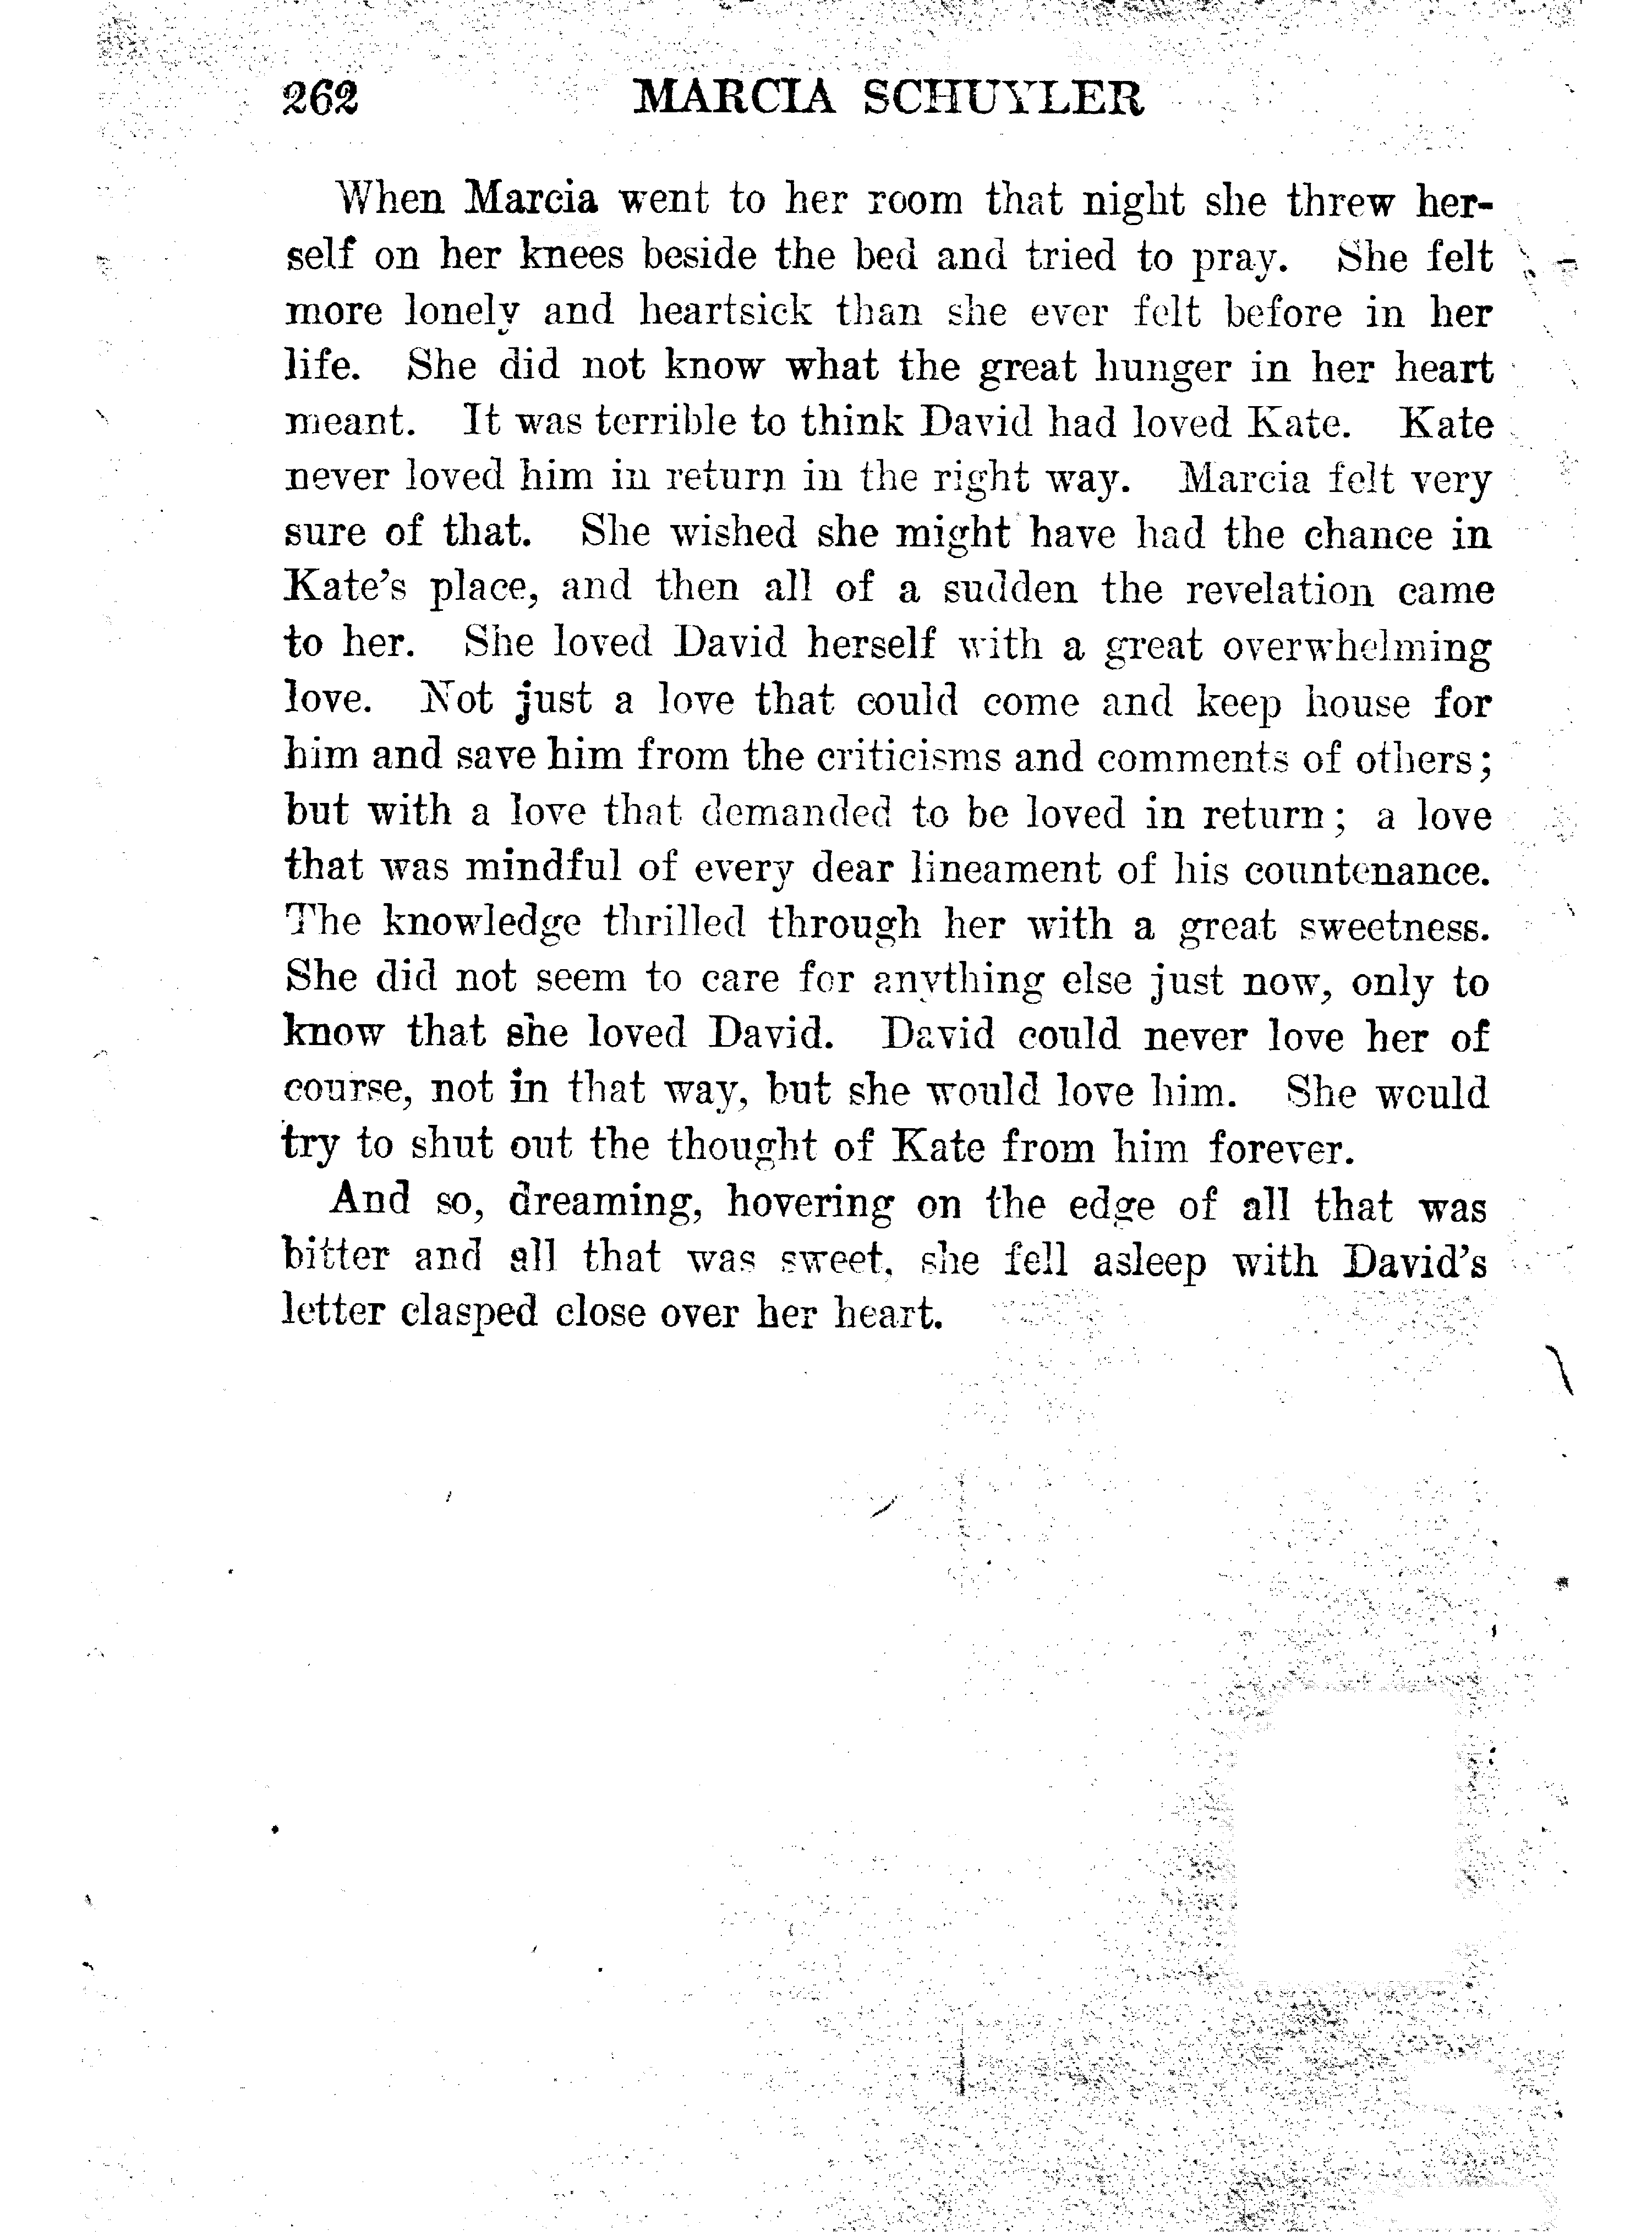 262 MARCIA SCHUYLER
When Marcia went to her room that night she threw her-
self on her knees beside the bed and tried to pray. She felt
more lonely and heartsick than she ever felt before in her
life. She did not know what the great hunger in her heart
meant. It was terrible to think David had loved Kate. Kate
never loved him in return in the right way. Marcia felt very
sure of that. She wished she might have had the chance in
Kate's place, and then all of a sudden the revelation came
to her. She loved David herself with a great overwhelming
love. Not just a love that could come and keep house for
him and save him from the criticisms and comments of others;
but with a love that demanded to be loved in return; a love
that was mindful of every dear lineament of his countenance.
The knowledge thrilled through her with a great sweetness.
She did not seem to care for anything else just now, only to
know that she loved David. David could never love her of
course, not in that way, but she would love him. She would
try to shut out the thought of Kate from him forever.
And so, dreaming, hovering on the edge of all that was
bitter and all that was sweet, she fell asleep with David's
letter clasped close over her heart.